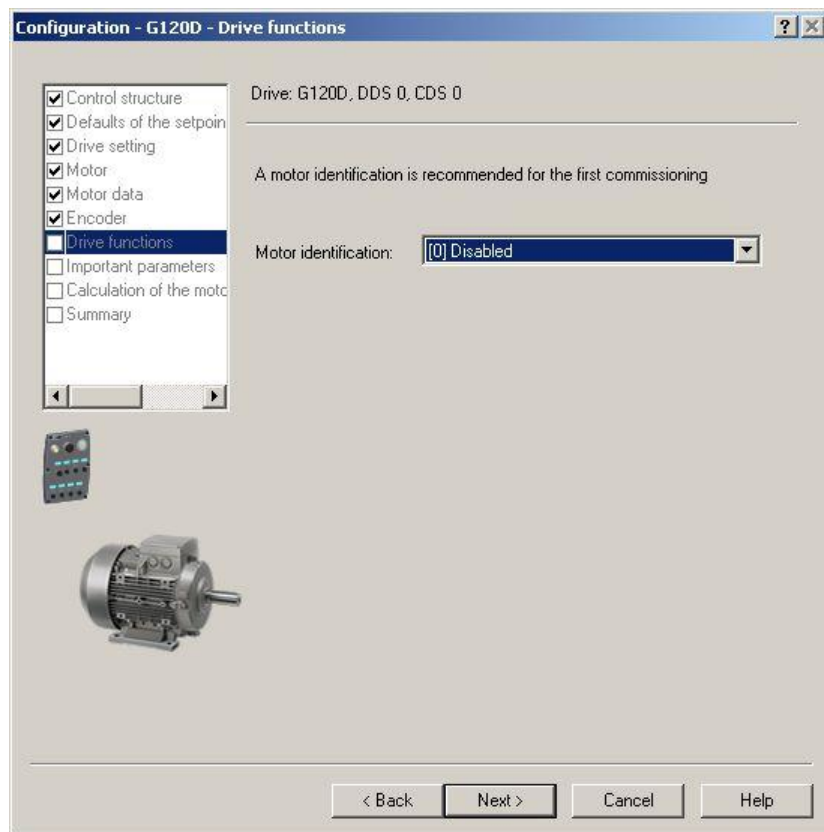 Configuration - G120D - Drive functions
Control structure
Defaults of the setpoin
Drive setting
Motor
Motor data
Encoder
Drive functions
Important parameters
Calculation of the moto
Summary
Drive: G120D, DDS 0, CDS 0
A motor identification is recommended for the first commissioning
Motor identification: [0] Disabled
< Back Next > Cancel Help